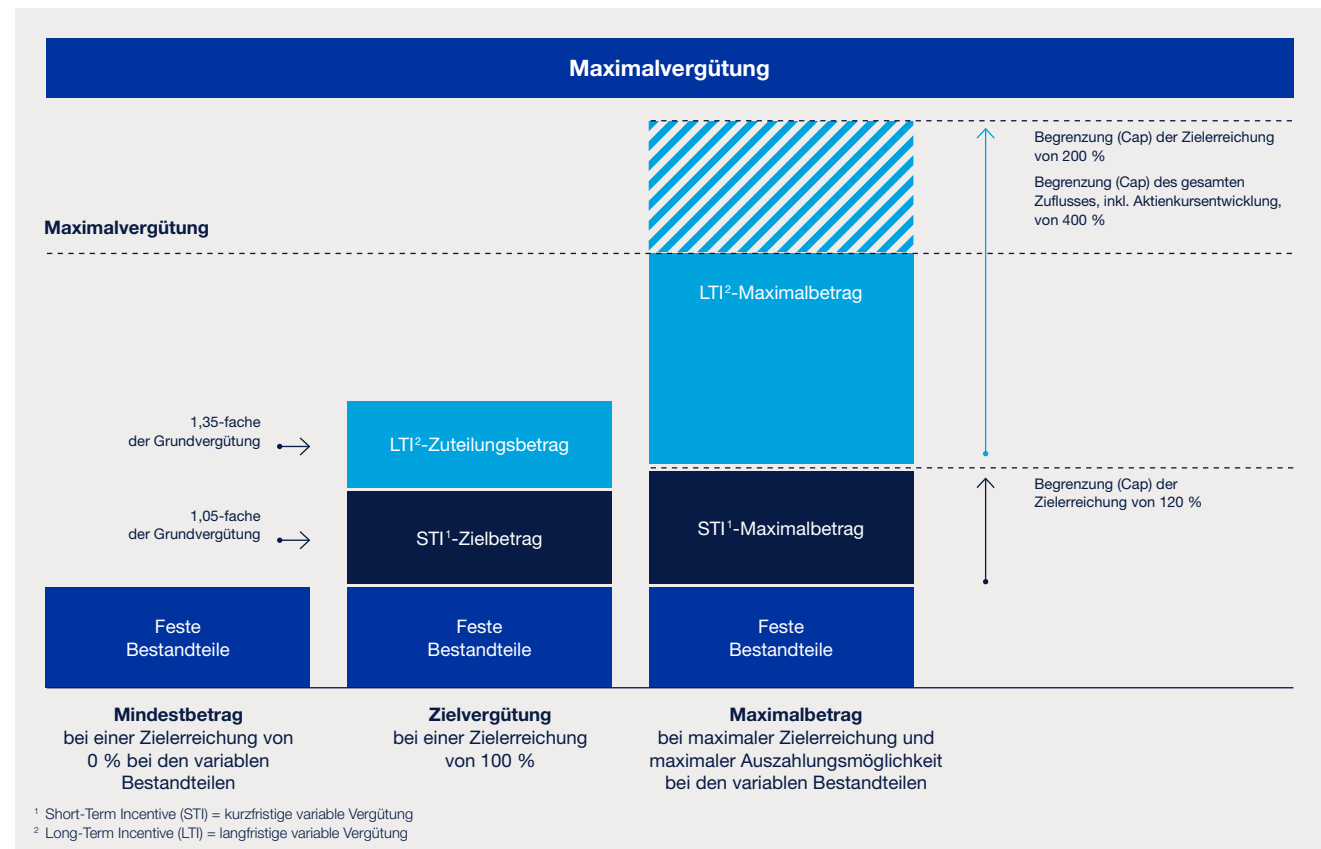 Maximalvergütung
Begrenzung (Cap) der Zielerreichung
von 200 %
Begrenzung (Cap) des gesamten
Zuflusses, inkl. Aktienkursentwicklung,
von 400 %
Maximalvergütung
LTI²-Maximalbetrag
1,35-fache
der Grundvergütung
LTI²-Zuteilungsbetrag
Begrenzung (Cap) der
Zielerreichung von 120 %
1,05-fache
der Grundvergütung
STI¹-Zielbetrag
STI¹-Maximalbetrag
Feste
Bestandteile
Feste
Bestandteile
Feste
Bestandteile
Mindestbetrag
bei einer Zielerreichung von
0 % bei den variablen
Bestandteilen
Zielvergütung
bei einer Zielerreichung
von 100 %
Maximalbetrag
bei maximaler Zielerreichung und
maximaler Auszahlungsmöglichkeit
bei den variablen Bestandteilen
¹ Short-Term Incentive (STI) = kurzfristige variable Vergütung
² Long-Term Incentive (LTI) = langfristige variable Vergütung